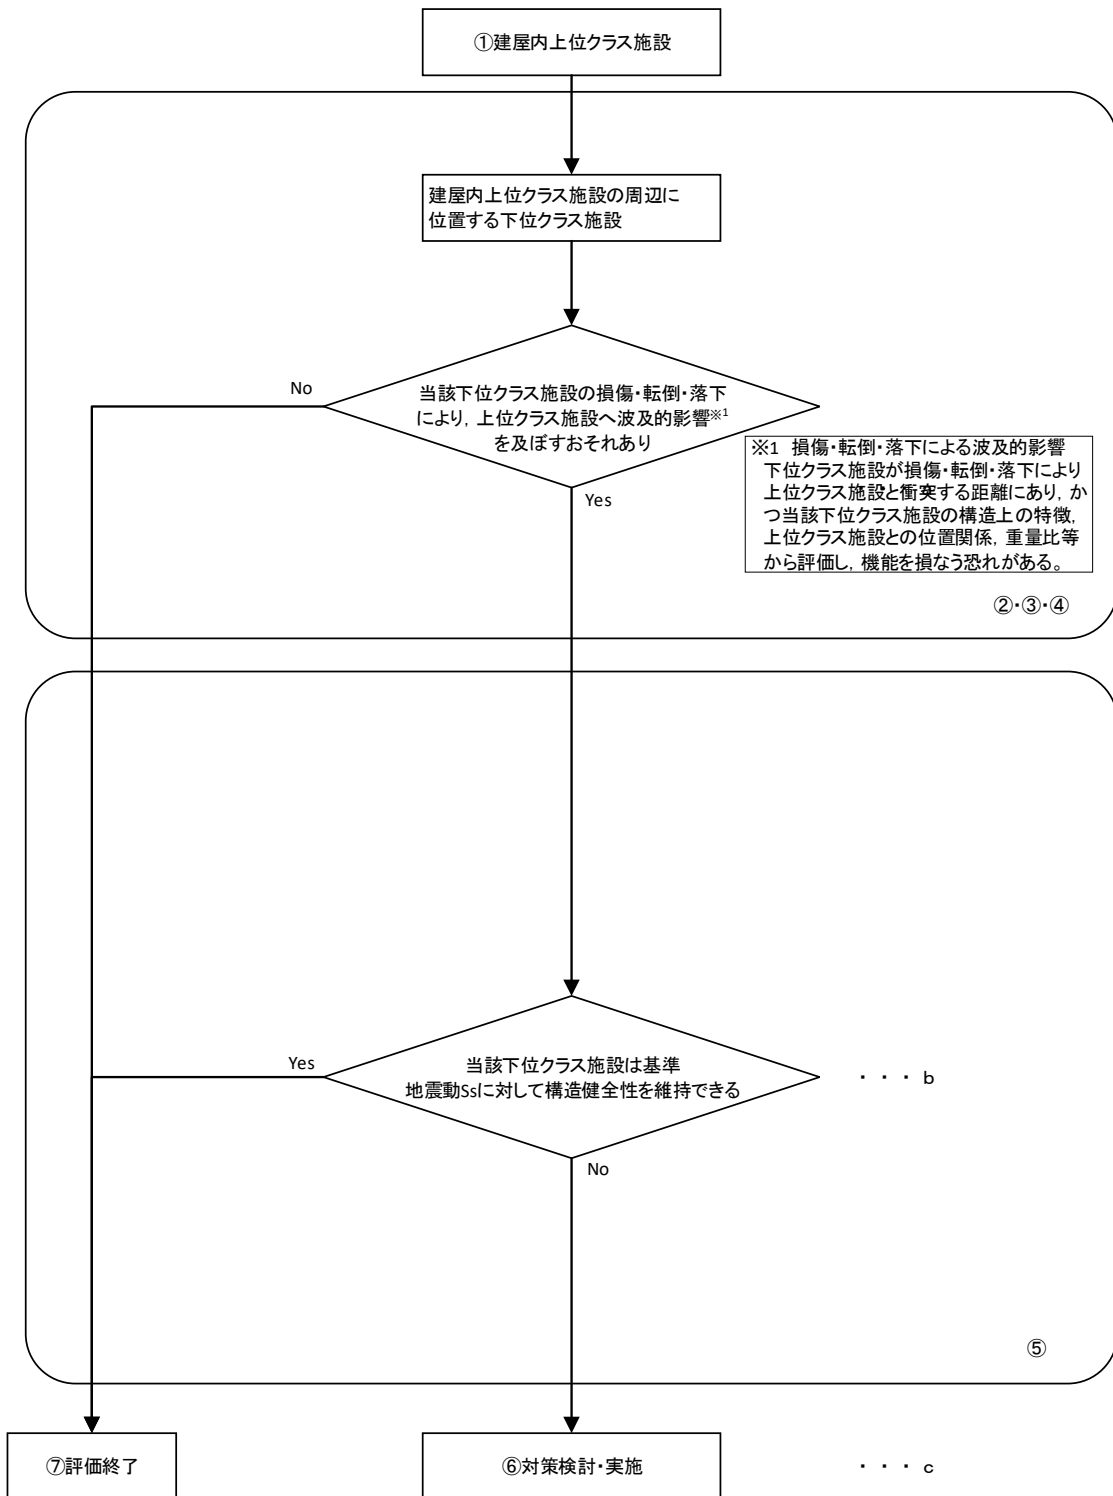 ①建屋内上位クラス施設
建屋内上位クラス施設の周辺に
位置する下位クラス施設
No
当該下位クラス施設の損傷・転倒・落下
により，上位クラス施設へ波及的影響※1
を及ぼすおそれあり
Yes
※1　損傷・転倒・落下による波及的影響
下位クラス施設が損傷・転倒・落下により
上位クラス施設と衝突する距離にあり，か
つ当該下位クラス施設の構造上の特徴，
上位クラス施設との位置関係，重量比等
から評価し，機能を損なう恐れがある。
②・③・④
Yes
当該下位クラス施設は基準
地震動Ssに対して構造健全性を維持できる
・・・ｂ
No
⑤
⑦評価終了
⑥対策検討・実施
・・・ｃ